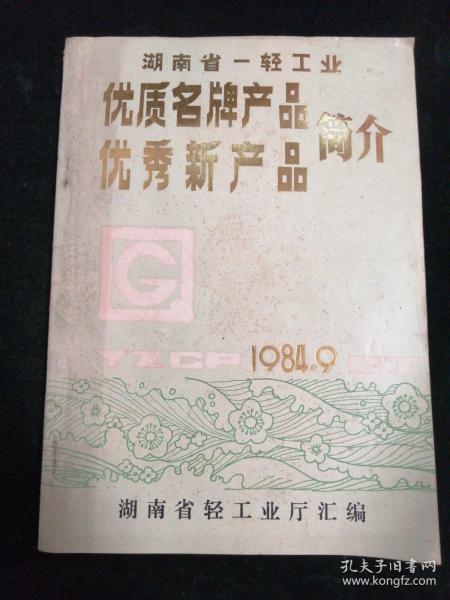 湖南省一轻工业
优质名牌产品
优秀新产品
简介
G
YZCP 1984.9
湖南省轻工业厅汇编
孔夫子旧书网
www.kongfz.com